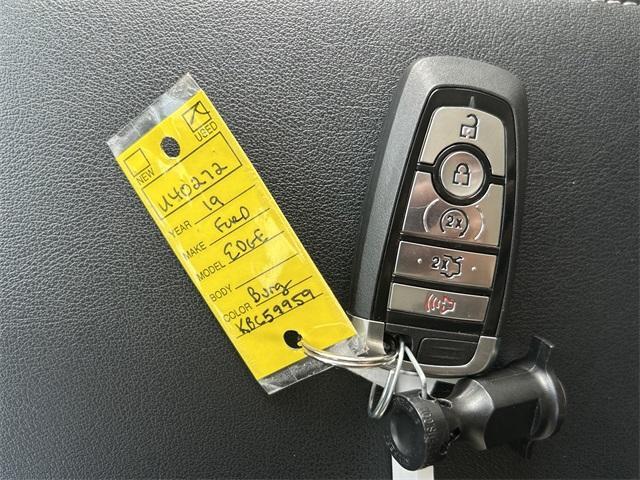 NEW
USED
U40272
YEAR 19
MAKE FORD
MODEL EDGE
BODY
COLOR Burg
KBC59959
2x
2x